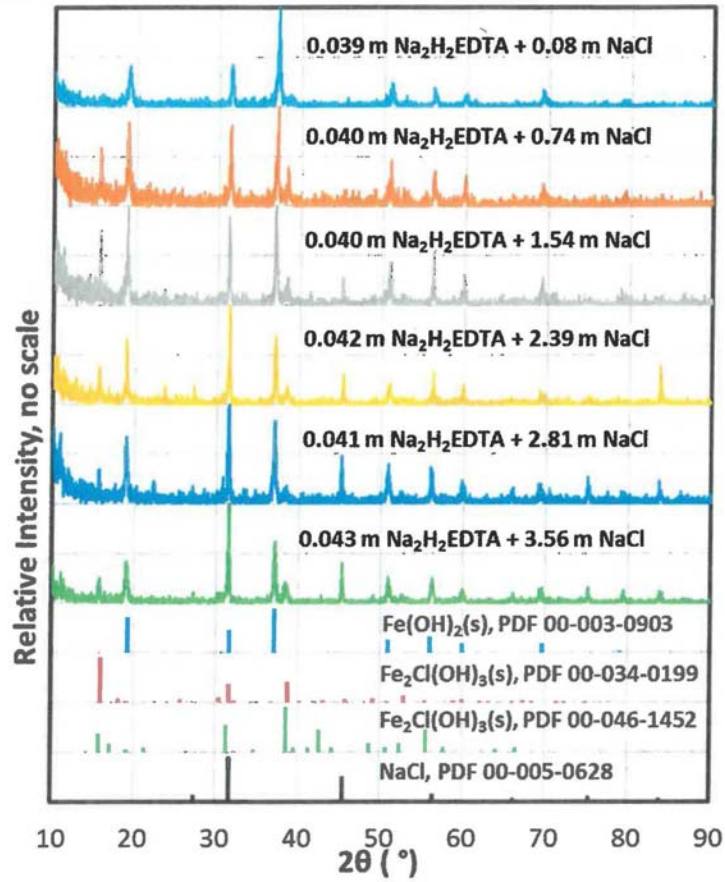 0.039 m Na₂H₂EDTA + 0.08 m NaCl
0.040 m Na₂H₂EDTA + 0.74 m NaCl
0.040 m Na₂H₂EDTA + 1.54 m NaCl
0.042 m Na₂H₂EDTA + 2.39 m NaCl
0.041 m Na₂H₂EDTA + 2.81 m NaCl
0.043 m Na₂H₂EDTA + 3.56 m NaCl
Fe(OH)₂(s), PDF 00-003-0903
Fe₂Cl(OH)₃(s), PDF 00-034-0199
Fe₂Cl(OH)₃(s), PDF 00-046-1452
NaCl, PDF 00-005-0628
Relative Intensity, no scale
10 20 30 40 50 60 70 80 90
2θ ( °)